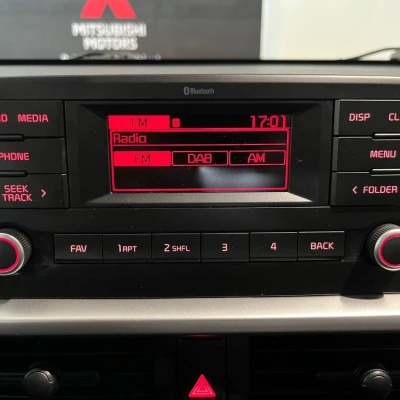 MITSUBISHI
MOTORS
Bluetooth
MEDIA
FM
17:01
DISP
Radio
PHONE
FM DAB AM
MENU
SEEK
TRACK >
< FOLDER
FAV 1 RPT 2 SHFL 3 4 BACK